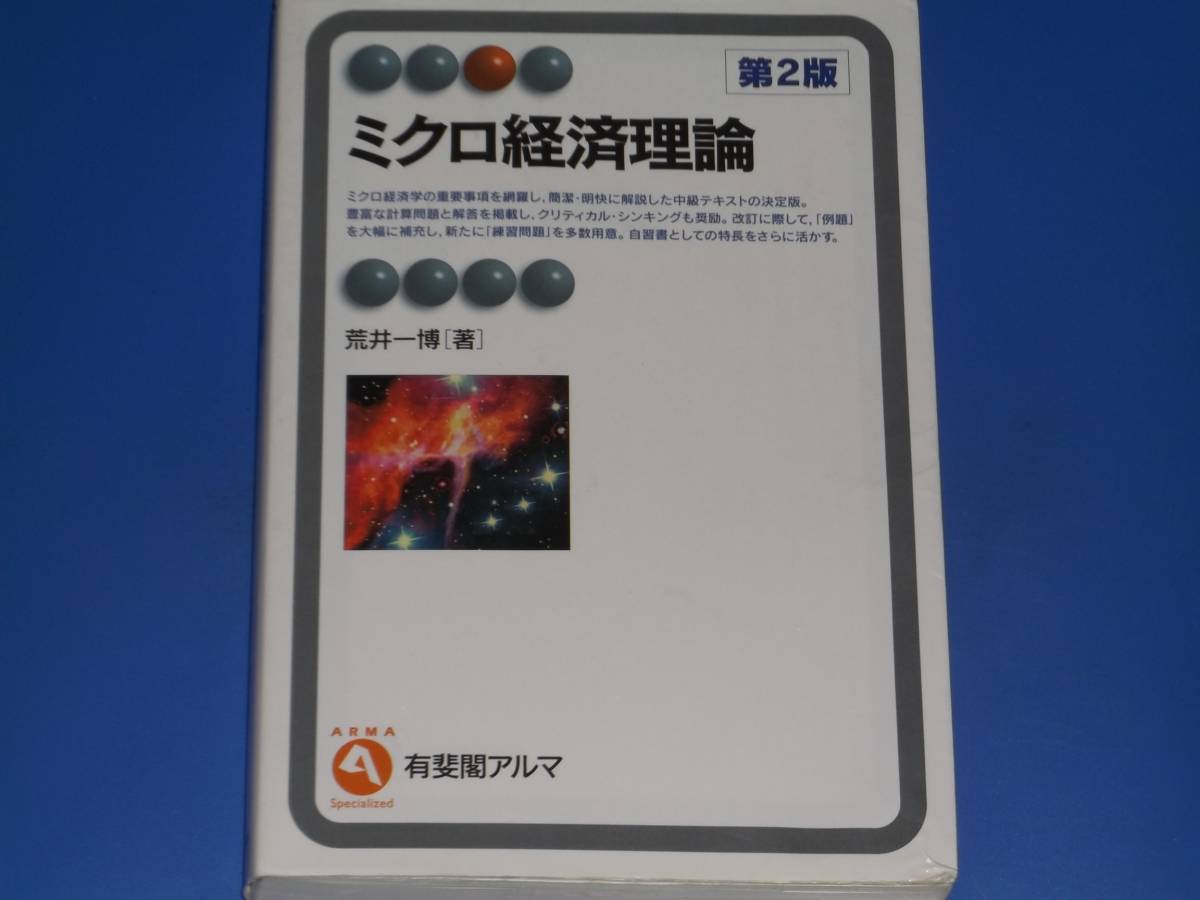 第2版
ミクロ経済理論
ミクロ経済学の重要事項を網羅し、簡潔・明快に解説した中級テキストの決定版。
豊富な計算問題と解答を掲載し、クリティカル・シンキングも奨励。改訂に際して、「例題」
を大幅に補充し、新たに「練習問題」を多数用意。自習書としての特長をさらに活かす。
荒井一博[著]
ARMA
有斐閣アルマ
Specialized